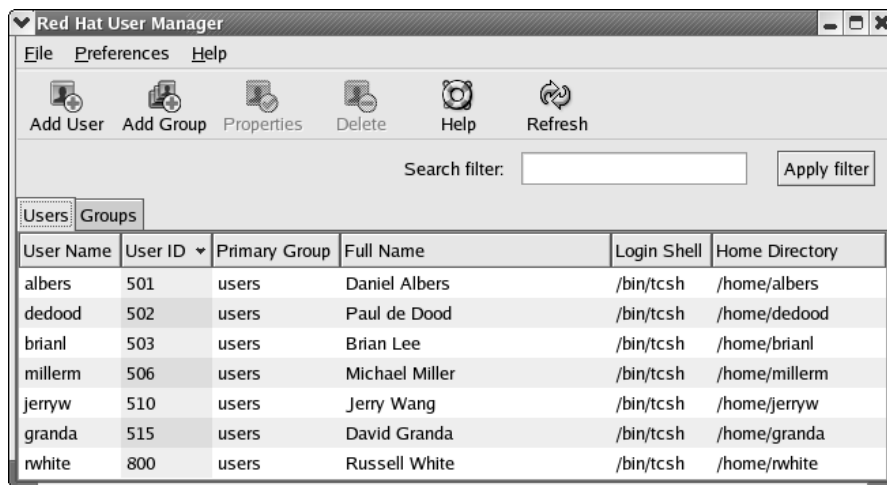 Red Hat User Manager
File Preferences Help
Add User Add Group Properties Delete Help Refresh
Search filter: Apply filter
Users Groups
User Name User ID Primary Group Full Name Login Shell Home Directory
albers 501 users Daniel Albers /bin/tcsh /home/albers
dedood 502 users Paul de Dood /bin/tcsh /home/dedood
brianl 503 users Brian Lee /bin/tcsh /home/brianl
millerm 506 users Michael Miller /bin/tcsh /home/millerm
jerryw 510 users Jerry Wang /bin/tcsh /home/jerryw
granda 515 users David Granda /bin/tcsh /home/granda
rwhite 800 users Russell White /bin/tcsh /home/rwhite